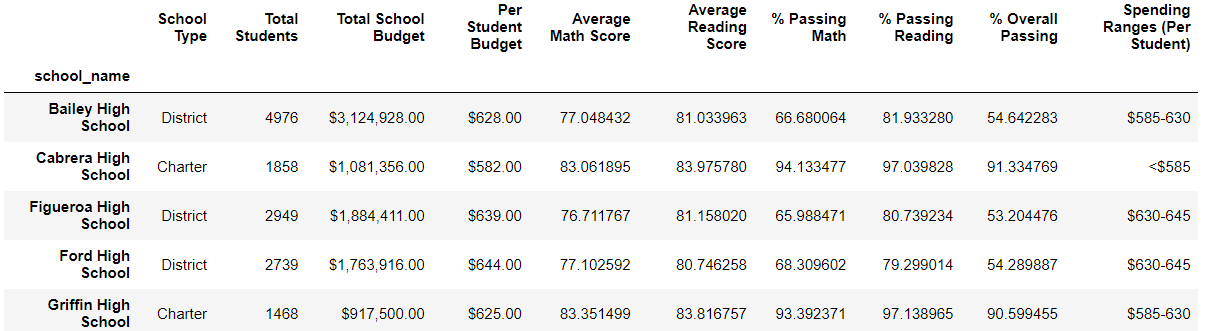 School Type Total Students Total School Budget Per Student Budget Average Math Score Average Reading Score % Passing Math % Passing Reading % Overall Passing Spending Ranges (Per Student)
school_name
Bailey High School District 4976 $3,124,928.00 $628.00 77.048432 81.033963 66.680064 81.933280 54.642283 $585-630
Cabrera High School Charter 1858 $1,081,356.00 $582.00 83.061895 83.975780 94.133477 97.039828 91.334769 <$585
Figueroa High School District 2949 $1,884,411.00 $639.00 76.711767 81.158020 65.988471 80.739234 53.204476 $630-645
Ford High School District 2739 $1,763,916.00 $644.00 77.102592 80.746258 68.309602 79.299014 54.289887 $630-645
Griffin High School Charter 1468 $917,500.00 $625.00 83.351499 83.816757 93.392371 97.138965 90.599455 $585-630